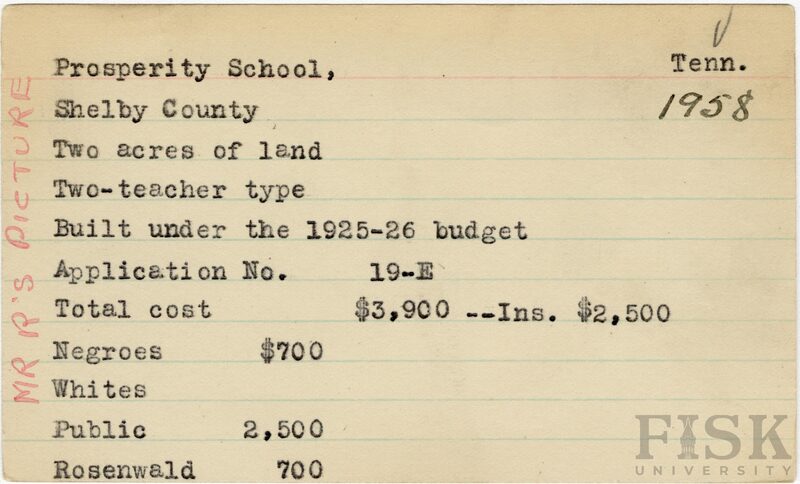 Prosperity School, Tenn.
Shelby County 1958
Two acres of land
Two-teacher type
Built under the 1925-26 budget
Application No. 19-E
Total cost $3,900 --Ins. $2,500
Negroes $700
Whites
Public 2,500
Rosenwald 700
MR R'S PICTURE
FISK
UNIVERSITY